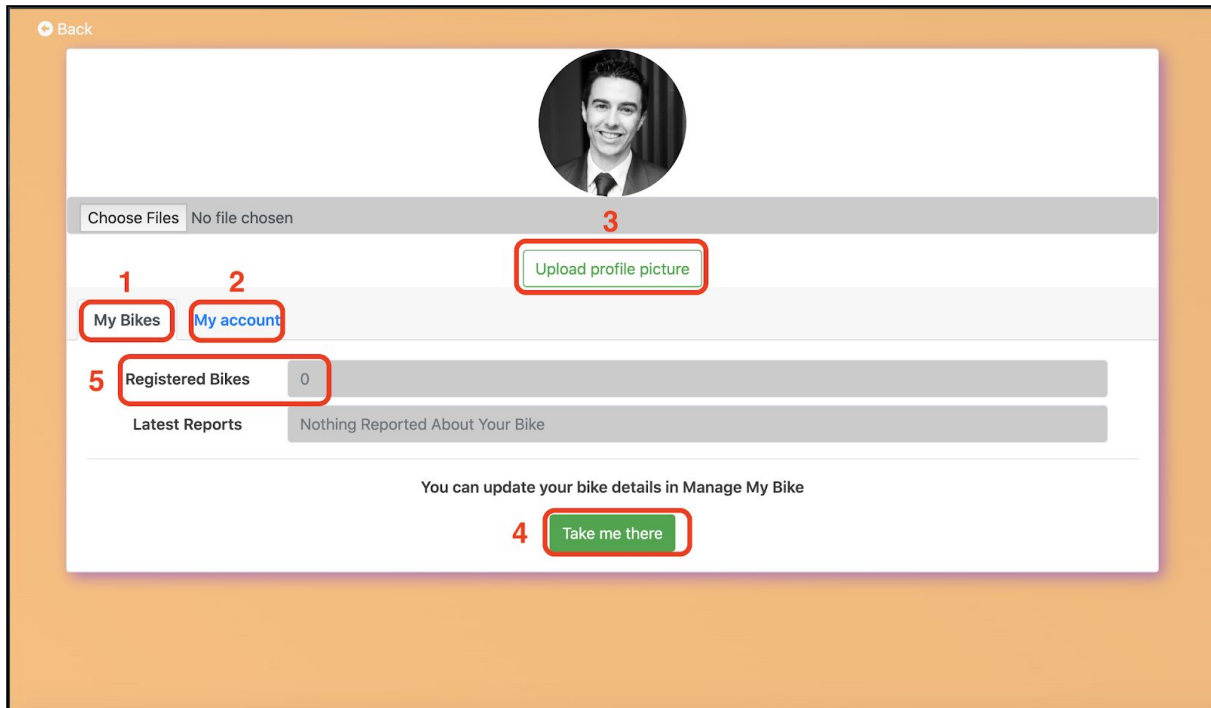 Back
Choose Files No file chosen
3
Upload profile picture
1 2
My Bikes My account
5 Registered Bikes 0
Latest Reports Nothing Reported About Your Bike
You can update your bike details in Manage My Bike
4 Take me there